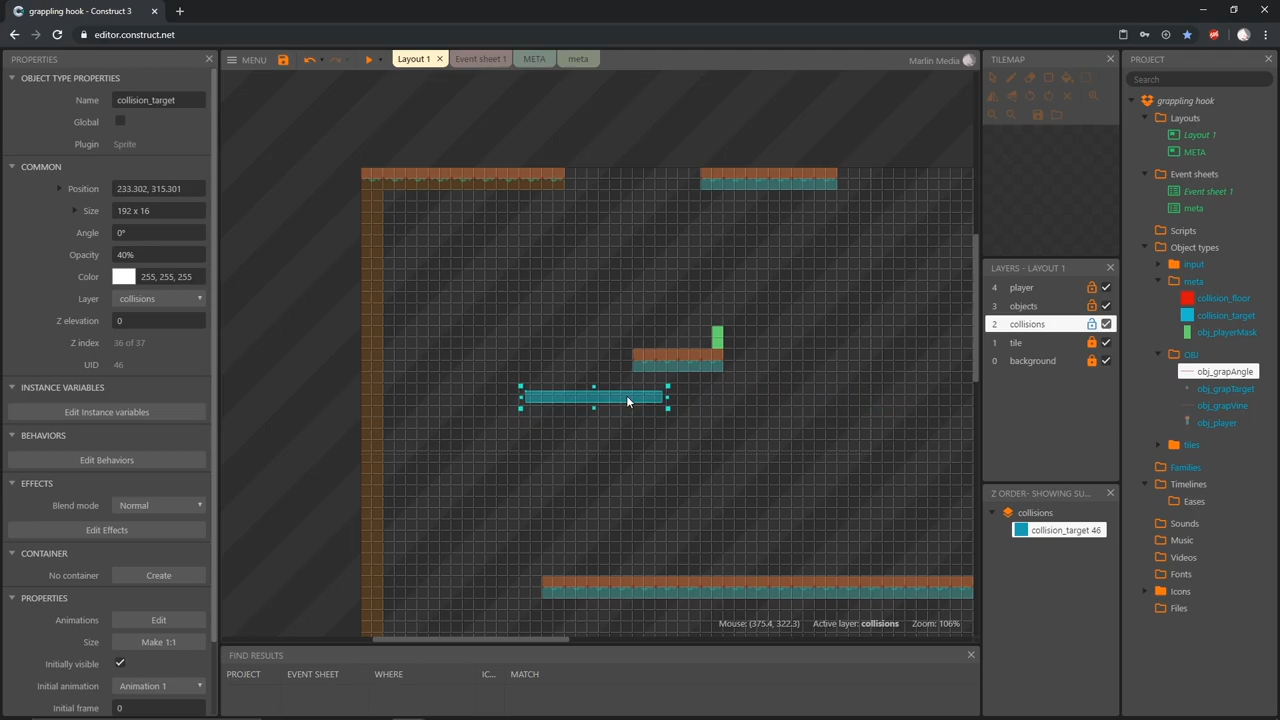 grappling hook - Construct 3
editor.construct.net
PROPERTIES
OBJECT TYPE PROPERTIES
Name collision_target
Global
Plugin Sprite
COMMON
Position 233.302, 315.301
Size 192 x 16
Angle 0°
Opacity 40%
Color 255, 255, 255
Layer collisions
Z elevation 0
Z index 36 of 37
UID 46
INSTANCE VARIABLES
Edit Instance variables
BEHAVIORS
Edit Behaviors
EFFECTS
Blend mode Normal
Edit Effects
CONTAINER
No container Create
PROPERTIES
Animations Edit
Size Make 1:1
Initially visible
Initial animation Animation 1
Initial frame 0
MENU
Layout 1 Event sheet 1 META meta
Marlin Media
Mouse: (375.4, 322.3) Active layer: collisions Zoom: 106%
FIND RESULTS
PROJECT EVENT SHEET WHERE IC... MATCH
TILEMAP
LAYERS - LAYOUT 1
4 player
3 objects
2 collisions
1 tile
0 background
Z ORDER- SHOWING SU...
collisions
collision_target 46
PROJECT
Search
grappling hook
Layouts
Layout 1
META
Event sheets
Event sheet 1
meta
Scripts
Object types
input
meta
collision_floor
collision_target
obj_playerMask
OBJ
obj_grapAngle
obj_grapTarget
obj_grapVine
obj_player
tiles
Families
Timelines
Eases
Sounds
Music
Videos
Fonts
Icons
Files